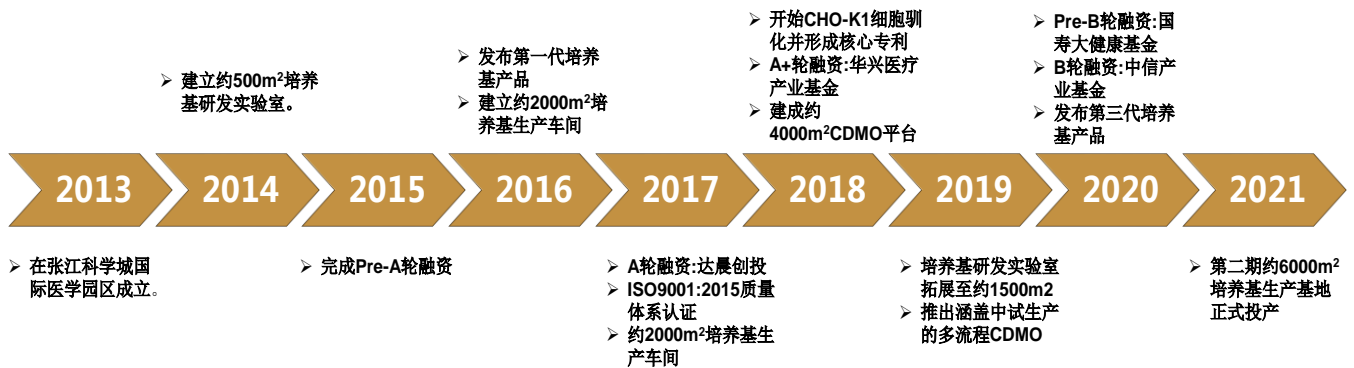 ➢ 建立约500m²培养
基研发实验室。
➢ 发布第一代培养
基产品
➢ 建立约2000m²培
养基生产车间
➢ 开始CHO-K1细胞驯
化并形成核心专利
➢ A+轮融资:华兴医疗
产业基金
➢ 建成约
4000m²CDMO平台
➢ Pre-B轮融资:国
寿大健康基金
➢ B轮融资:中信产
业基金
➢ 发布第三代培养
基产品
2013
2014
2015
2016
2017
2018
2019
2020
2021
➢ 在张江科学城国
际医学园区成立。
➢ 完成Pre-A轮融资
➢ A轮融资:达晨创投
➢ ISO9001:2015质量
体系认证
➢ 约2000m²培养基生
产车间
➢ 培养基研发实验室
拓展至约1500m2
➢ 推出涵盖中试生产
的多流程CDMO
➢ 第二期约6000m²
培养基生产基地
正式投产